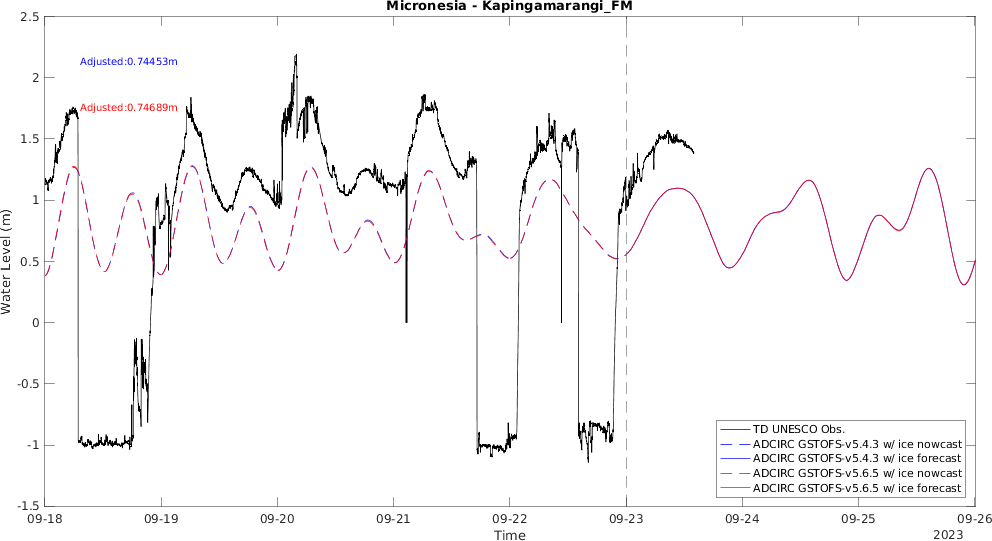 Micronesia - Kapingamarangi_FM
2.5
2
1.5
1
0.5
0
-0.5
-1
-1.5
Water Level (m)
Adjusted:0.74453m
Adjusted:0.74689m
TD UNESCO Obs.
ADCIRC GSTOFS-v5.4.3 w/ ice nowcast
ADCIRC GSTOFS-v5.4.3 w/ ice forecast
ADCIRC GSTOFS-v5.6.5 w/ ice nowcast
ADCIRC GSTOFS-v5.6.5 w/ ice forecast
09-18 09-19 09-20 09-21 09-22 09-23 09-24 09-25 09-26
Time
2023